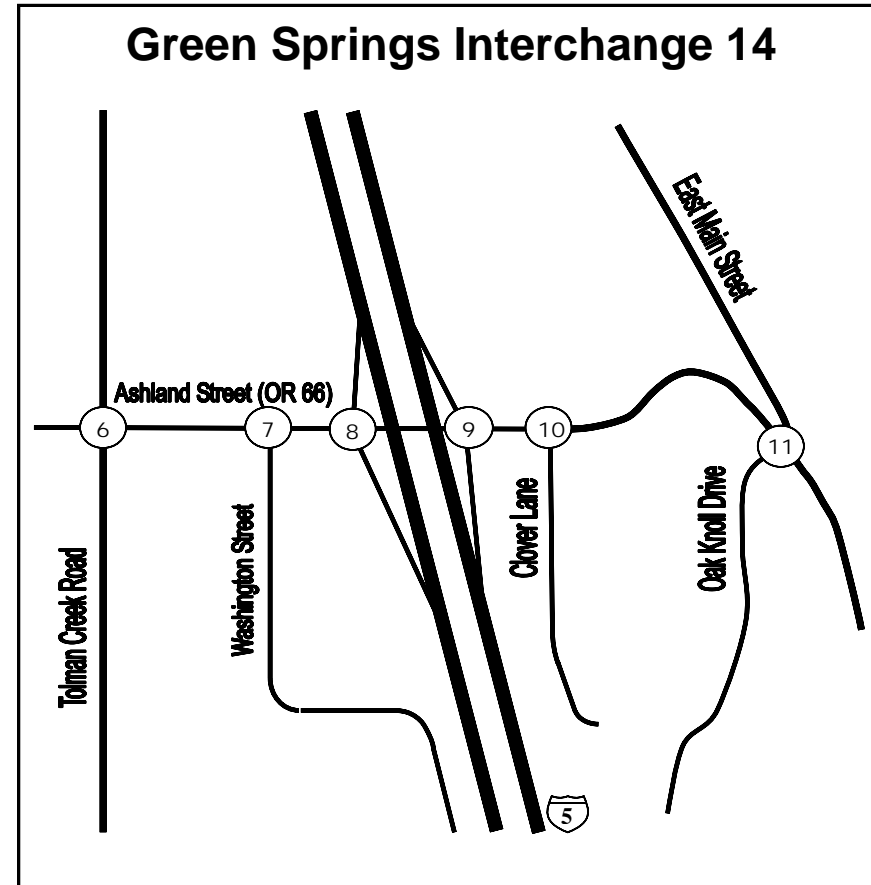 Green Springs Interchange 14
East Main Street
Ashland Street (OR 66)
6
7
8
9
10
11
Tolman Creek Road
Washington Street
Clover Lane
Oak Knoll Drive
5